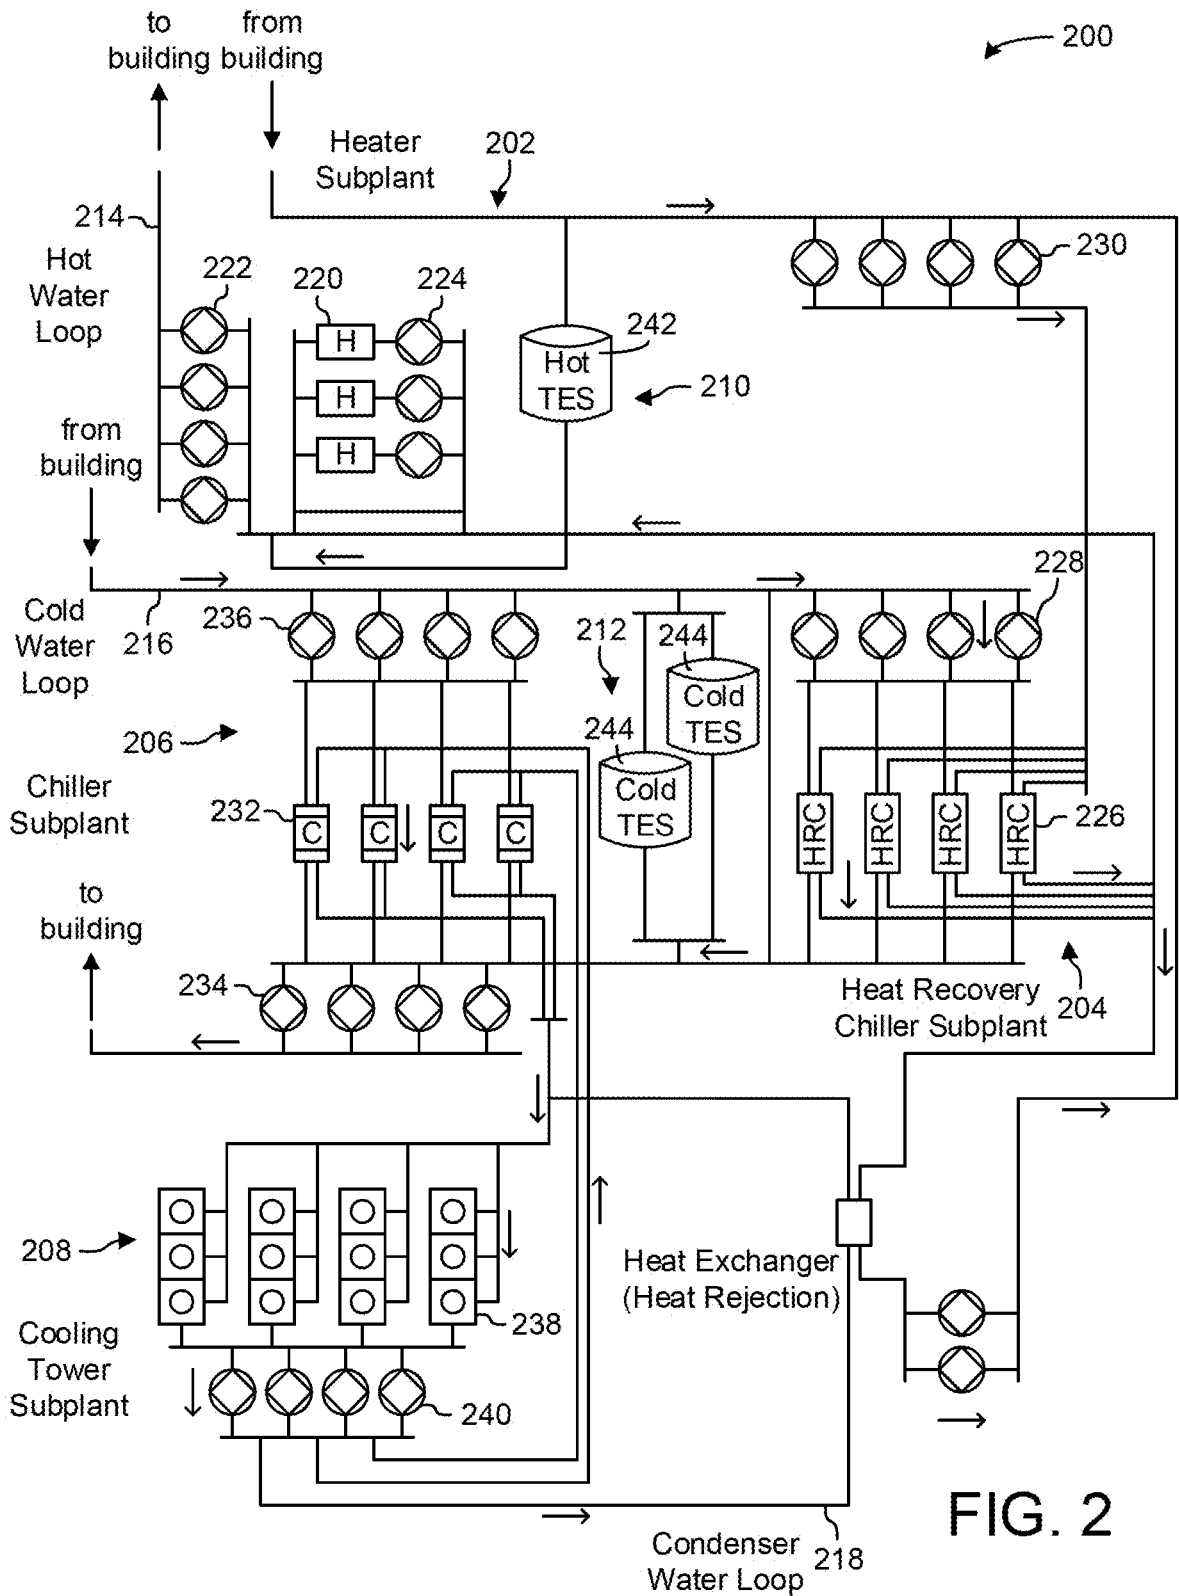 to
building
from
building
200
Heater
Subplant
202
214
Hot
Water
Loop
222
220
224
H
H
H
242
Hot
TES
210
230
from
building
Cold
Water
Loop
216
236
212
244
Cold
TES
244
Cold
TES
228
206
Chiller
Subplant
232
C
C
C
C
HRC
HRC
HRC
HRC
226
to
building
234
Heat Recovery
Chiller Subplant
204
208
Cooling
Tower
Subplant
238
240
Heat Exchanger
(Heat Rejection)
Condenser
Water Loop
218
FIG. 2